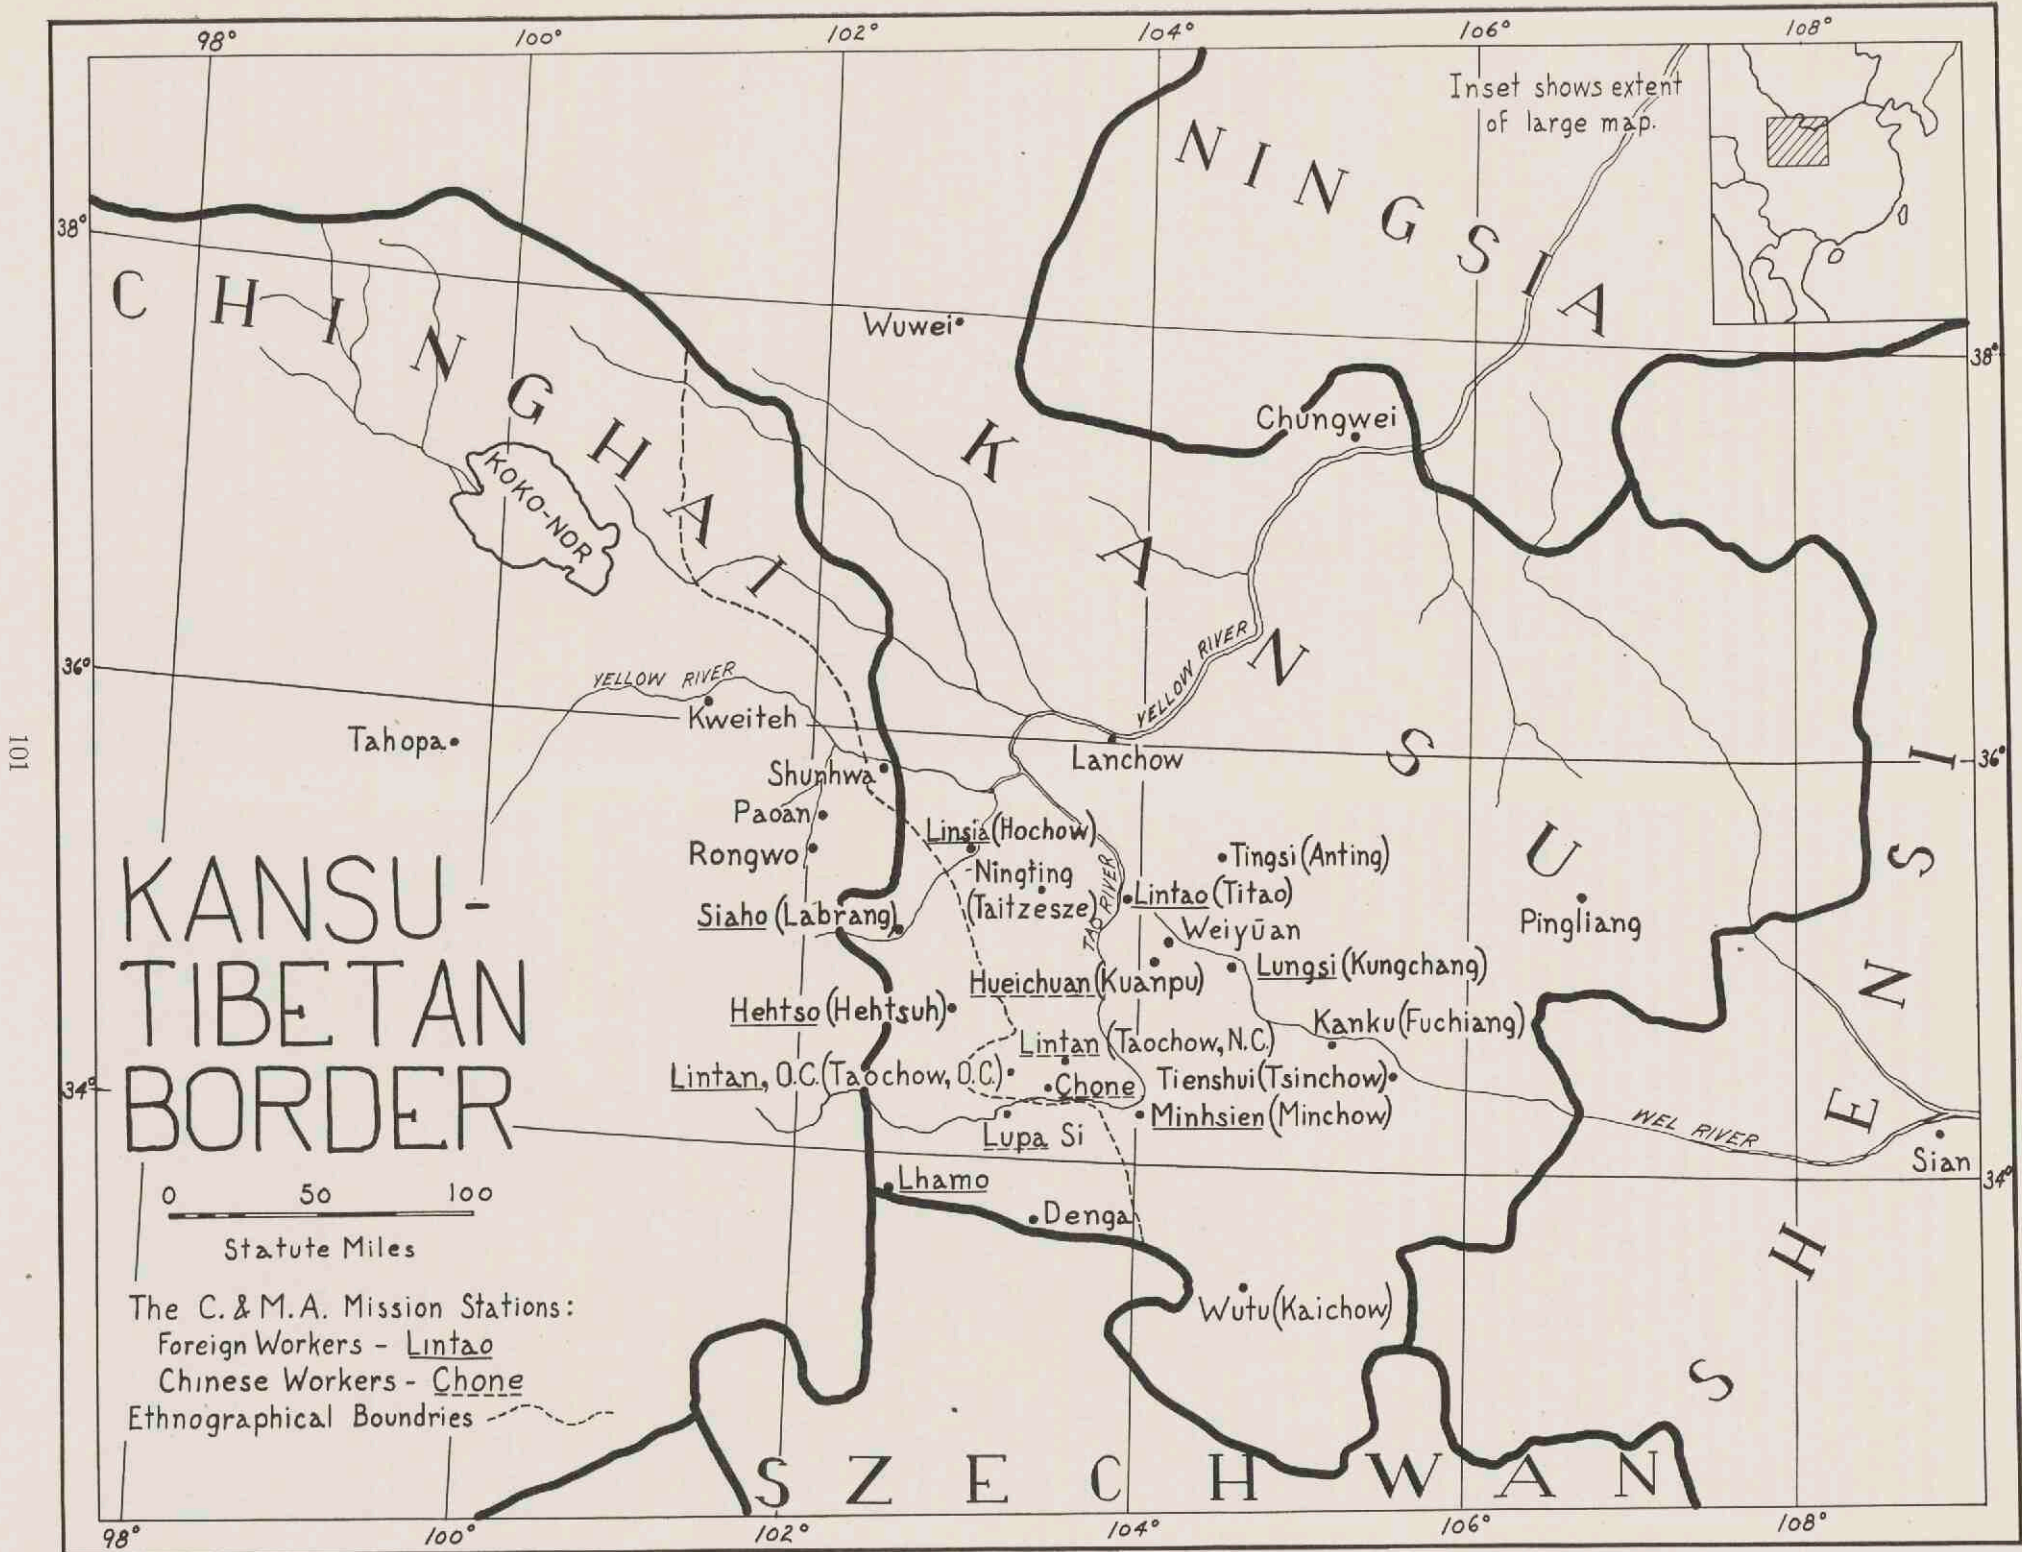 98° 100° 102° 104° 106° 108°
Inset shows extent
of large map.
NINGSIA
38°
CHINGHAI
38°
Wuwei
Chungwei
KANSU
KOKO-NOR
36°
YELLOW RIVER
YELLOW RIVER
Kweiteh
Tahopa
Lanchow
36°
Shunhwa
Paoan
Linsia (Hochow)
Rongwo
Ningting
(Taitzesze)
TAO RIVER
Tingsi (Anting)
Lintao (Titao)
Siaho (Labrang)
Weiyüan
Pingliang
Lungsi (Kungchang)
Hueichuan (Kuanpu)
Hehtso (Hehtsuh)
Kanku (Fuchiang)
Lintan (Taochow, N.C.)
Lintan, O.C. (Taochow, O.C.)
Chone
Tienshui (Tsinchow)
Minhsien (Minchow)
Lupa Si
WEL RIVER
Sian
SHENSI
34°
34°
Lhamo
Denga
Wutu (Kaichow)
SZECHWAN
KANSU-
TIBETAN
BORDER
0 50 100
Statute Miles
The C. & M.A. Mission Stations:
Foreign Workers - Lintao
Chinese Workers - Chone
Ethnographical Boundries
98° 100° 102° 104° 106° 108°
101